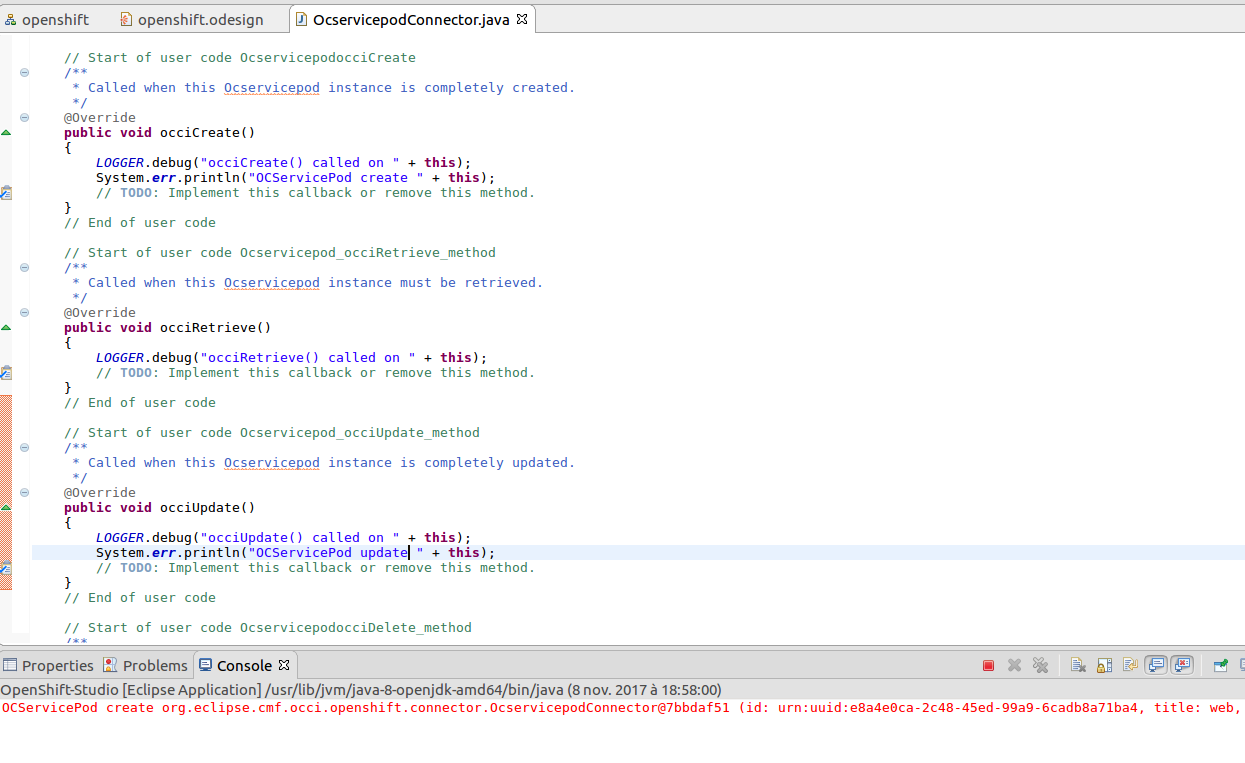 openshift openshift.odesign OcservicepodConnector.java
// Start of user code OcservicepodocciCreate
/**
* Called when this Ocservicepod instance is completely created.
*/
@Override
public void occiCreate()
{
LOGGER.debug("occiCreate() called on " + this);
System.err.println("OCServicePod create " + this);
// TODO: Implement this callback or remove this method.
}
// End of user code
// Start of user code Ocservicepod_occiRetrieve_method
/**
* Called when this Ocservicepod instance must be retrieved.
*/
@Override
public void occiRetrieve()
{
LOGGER.debug("occiRetrieve() called on " + this);
// TODO: Implement this callback or remove this method.
}
// End of user code
// Start of user code Ocservicepod_occiUpdate_method
/**
* Called when this Ocservicepod instance is completely updated.
*/
@Override
public void occiUpdate()
{
LOGGER.debug("occiUpdate() called on " + this);
System.err.println("OCServicePod update " + this);
// TODO: Implement this callback or remove this method.
}
// End of user code
// Start of user code OcservicepodocciDelete_method
/**
Properties Problems Console
OpenShift-Studio [Eclipse Application] /usr/lib/jvm/java-8-openjdk-amd64/bin/java (8 nov. 2017 à 18:58:00)
OCServicePod create org.eclipse.cmf.occi.openshift.connector.OcservicepodConnector@7bbdaf51 (id: urn:uuid:e8a4e0ca-2c48-45ed-99a9-6cadb8a71ba4, title: web,